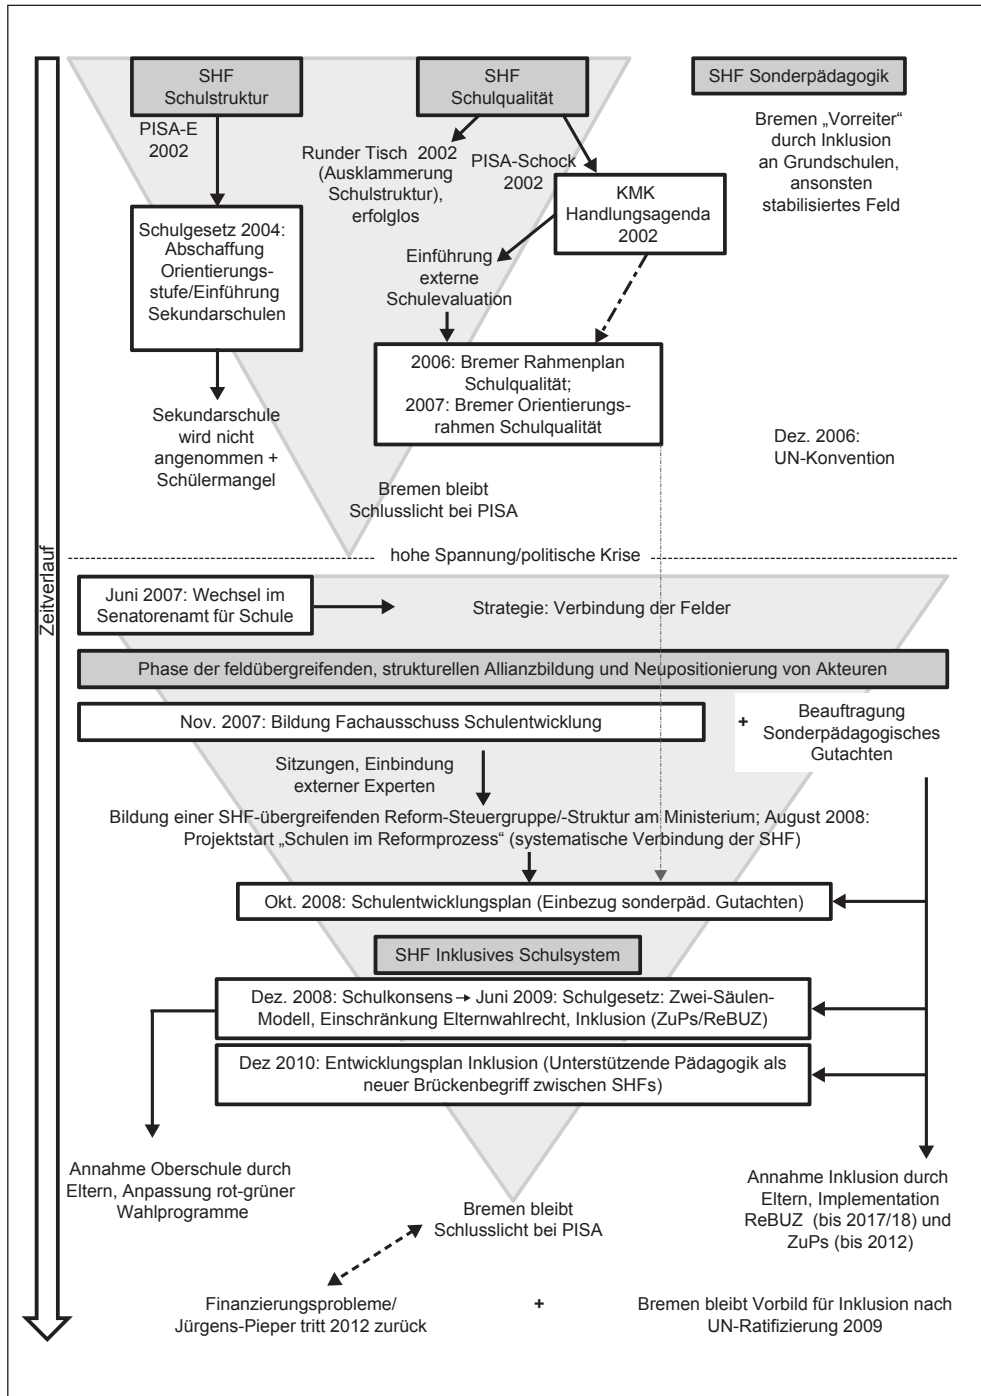 SHF
Schulstruktur
SHF
Schulqualität
SHF Sonderpädagogik
PISA-E
2002
Runder Tisch 2002
(Ausklammerung
Schulstruktur),
erfolglos
PISA-Schock
2002
Bremen „Vorreiter“
durch Inklusion
an Grundschulen,
ansonsten
stabilisiertes Feld
KMK
Handlungsagenda
2002
Schulgesetz 2004:
Abschaffung
Orientierungs-
stufe/Einführung
Sekundarschulen
Einführung
externe
Schulevaluation
2006: Bremer Rahmenplan
Schulqualität;
2007: Bremer Orientierungs-
rahmen Schulqualität
Sekundarschule
wird nicht
angenommen +
Schülermangel
Dez. 2006:
UN-Konvention
Bremen bleibt
Schlusslicht bei PISA
hohe Spannung/politische Krise
Zeitverlauf
Juni 2007: Wechsel im
Senatorenamt für Schule
Strategie: Verbindung der Felder
Phase der feldübergreifenden, strukturellen Allianzbildung und Neupositionierung von Akteuren
Nov. 2007: Bildung Fachausschuss Schulentwicklung
+
Beauftragung
Sonderpädagogisches
Gutachten
Sitzungen, Einbindung
externer Experten
Bildung einer SHF-übergreifenden Reform-Steuergruppe/-Struktur am Ministerium; August 2008:
Projektstart „Schulen im Reformprozess“ (systematische Verbindung der SHF)
Okt. 2008: Schulentwicklungsplan (Einbezug sonderpäd. Gutachten)
SHF Inklusives Schulsystem
Dez. 2008: Schulkonsens → Juni 2009: Schulgesetz: Zwei-Säulen-
Modell, Einschränkung Elternwahlrecht, Inklusion (ZuPs/ReBUZ)
Dez 2010: Entwicklungsplan Inklusion (Unterstützende Pädagogik als
neuer Brückenbegriff zwischen SHFs)
Annahme Oberschule durch
Eltern, Anpassung rot-grüner
Wahlprogramme
Bremen bleibt
Schlusslicht bei PISA
Annahme Inklusion durch
Eltern, Implementation
ReBUZ (bis 2017/18) und
ZuPs (bis 2012)
Finanzierungsprobleme/
Jürgens-Pieper tritt 2012 zurück
+
Bremen bleibt Vorbild für Inklusion nach
UN-Ratifizierung 2009